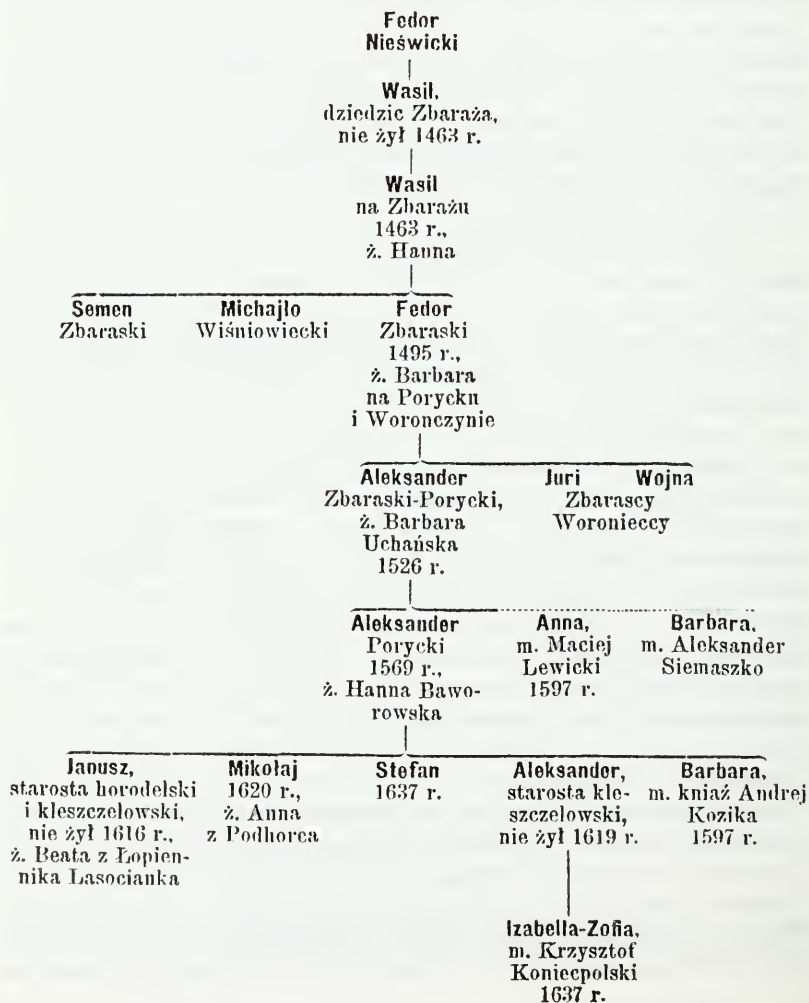 Fedor
Nieświcki
Wasil,
dziedzic Zbaraża,
nie żył 1463 r.
Wasil
na Zbarażu
1463 r.,
ż. Hanna
Semen
Zbaraski
Michajło
Wiśniowiecki
Fedor
Zbaraski
1495 r.,
ż. Barbara
na Porycku
i Woronczynie
Aleksander
Zbaraski-Porycki,
ż. Barbara
Uchańska
1526 r.
Juri Wojna
Zbarascy
Woronieccy
Aleksander
Porycki
1569 r.,
ż. Hanna Bawo-
rowska
Anna,
m. Maciej
Lewicki
1597 r.
Barbara,
m. Aleksander
Siemaszko
Janusz,
starosta horodelski
i kleszczelowski,
nie żył 1616 r.,
ż. Beata z Łopien-
nika Lasocianka
Mikołaj
1620 r.,
ż. Anna
z Podhorca
Stefan
1637 r.
Aleksander,
starosta kle-
szczelowski,
nie żył 1619 r.
Barbara,
m. kniaź Andrej
Kozika
1597 r.
Izabella-Zofia,
m. Krzysztof
Koniecpolski
1637 r.